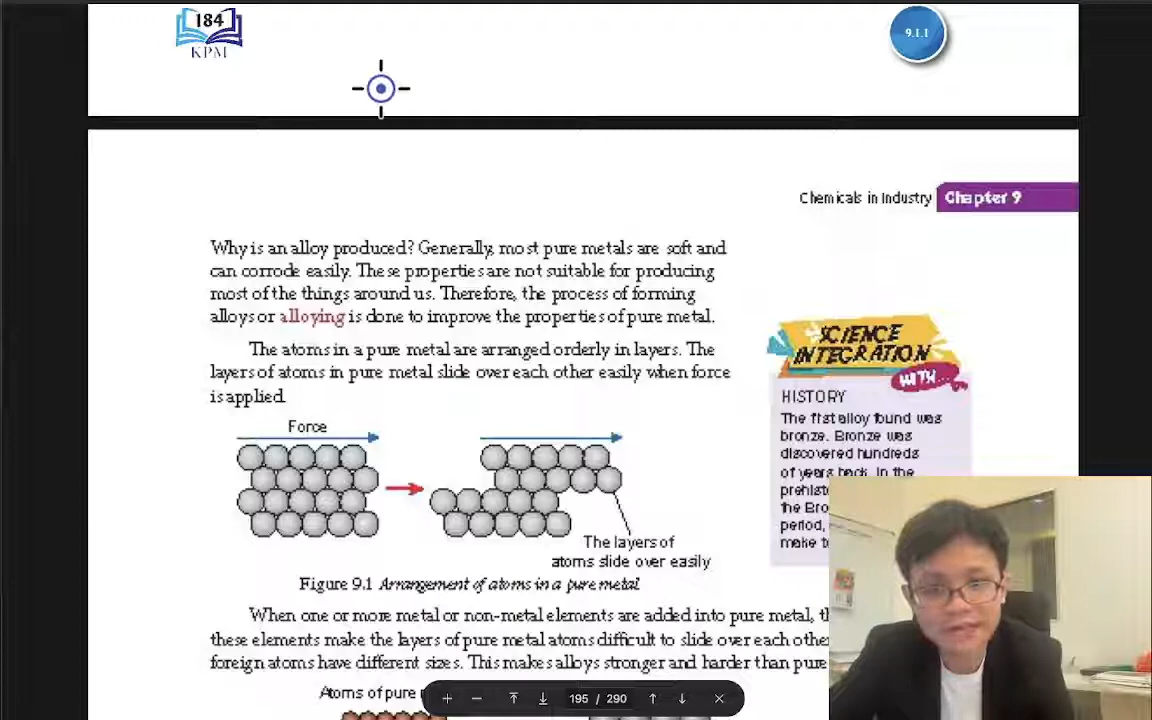 184
KPM
9.1.1
Chemicals in Industry Chapter 9
Why is an alloy produced? Generally, most pure metals are soft and
can corrode easily. These properties are not suitable for producing
most of the things around us. Therefore, the process of forming
alloys or alloying is done to improve the properties of pure metal.
The atoms in a pure metal are arranged orderly in layers. The
layers of atoms in pure metal slide over each other easily when force
is applied.
Force
The layers of
atoms slide over easily
Figure 9.1 Arrangement of atoms in a pure metal
SCIENCE
INTEGRATION
WITH...
HISTORY
The first alloy found was
bronze. Bronze was
discovered hundreds
of years back. In the
the Bro
period,
make
When one or more metal or non-metal elements are added into pure metal,
these elements make the layers of pure metal atoms difficult to slide over each othe
foreign atoms have different sizes. This makes alloys stronger and harder than pure
Atoms of pure
195 / 290